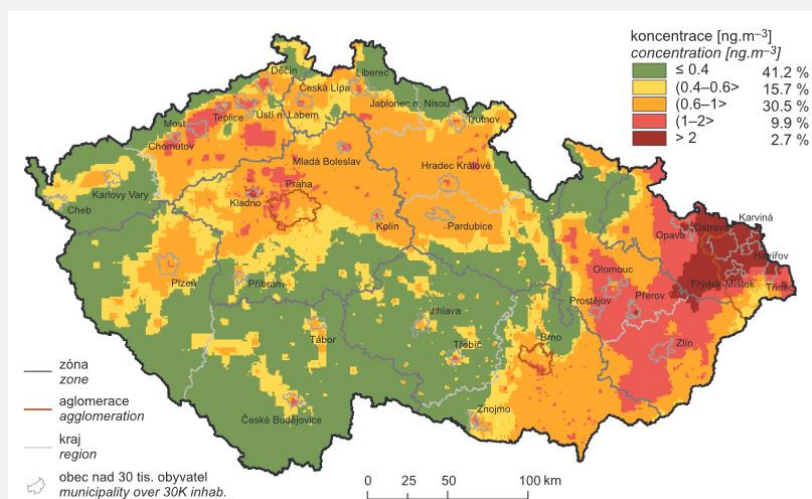 koncentrace [ng.m⁻³]
concentration [ng.m⁻³]
≤ 0.4 41.2 %
(0.4–0.6> 15.7 %
(0.6–1> 30.5 %
(1–2> 9.9 %
> 2 2.7 %
Děčín
Liberec
Česká Lípa
Teplice
Ústí n. Labem
Jablonec n. Nisou
Most
Trutnov
Chomutov
Mladá Boleslav
Hradec Králové
Karlovy Vary
Praha
Kladno
Cheb
Kolín
Pardubice
Karviná
Opava
Ostrava
Havířov
Olomouc
Frýdek-Místek
Třinec
Plzeň
Příbram
Prostějov
Přerov
Jihlava
Tábor
Třebíč
Brno
Zlín
České Budějovice
Znojmo
zóna
zone
aglomerace
agglomeration
kraj
region
obec nad 30 tis. obyvatel
municipality over 30K inhab.
0 25 50 100 km